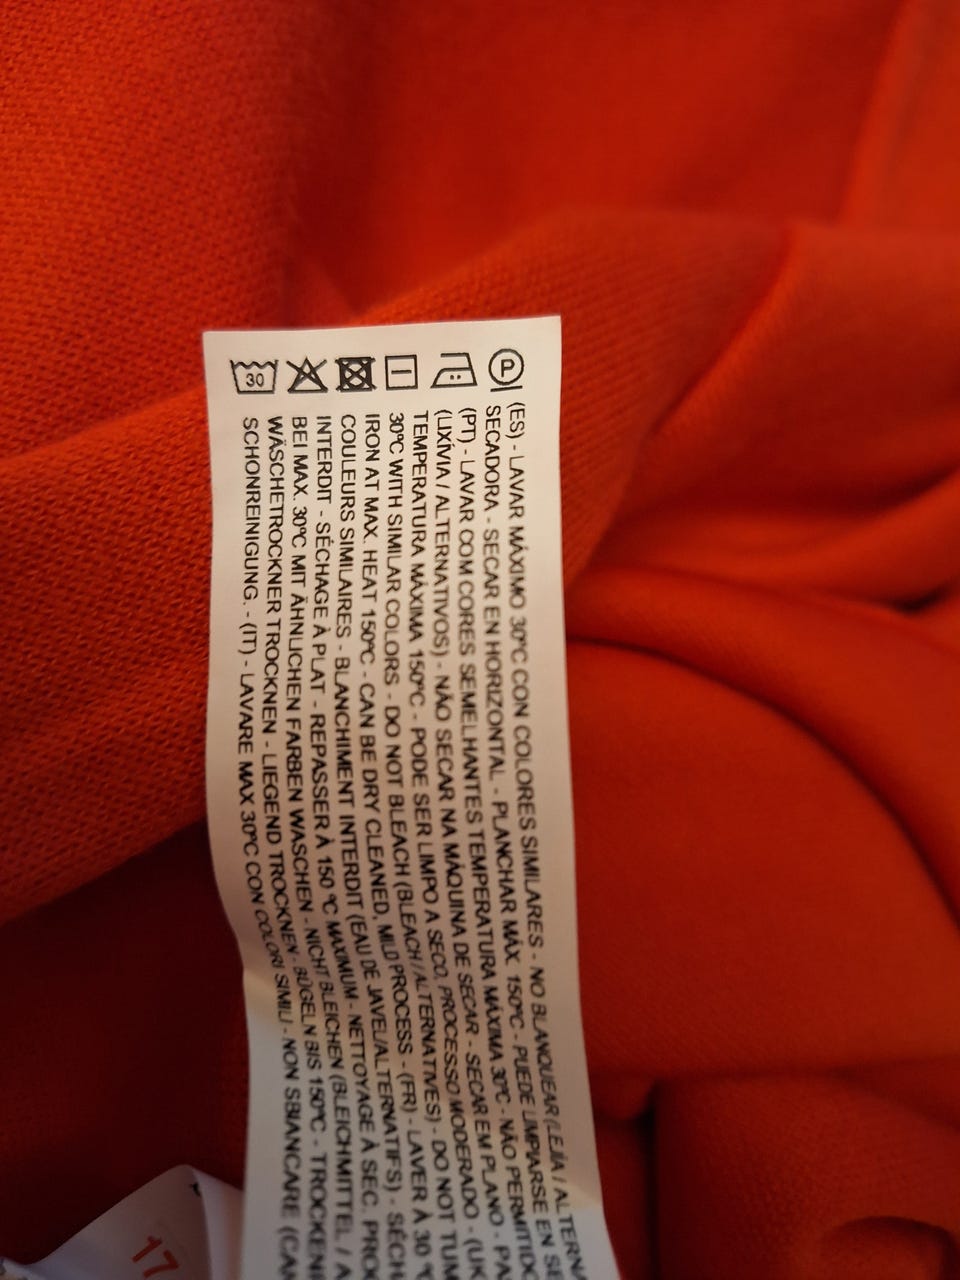 30
P
(ES) - LAVAR MÁXIMO 30ºC CON COLORES SIMILARES - NO BLANQUEAR (LEJÍA / ALTERN
SECADORA - SECAR EN HORIZONTAL - PLANCHAR MÁX. 150ºC - PUEDE LIMPIARSE EN SE
(PT) - LAVAR COM CORES SEMELHANTES TEMPERATURA MÁXIMA 30ºC - NÃO PERMITIDO
(LIXÍVIA / ALTERNATIVOS) - NÃO SECAR NA MÁQUINA DE SECAR - SECAR EM PLANO - PA
TEMPERATURA MÁXIMA 150ºC - PODE SER LIMPO A SECO, PROCESSO MODERADO - (UK
30ºC WITH SIMILAR COLORS - DO NOT BLEACH (BLEACH / ALTERNATIVES) - DO NOT TUM
IRON AT MAX. HEAT 150ºC - CAN BE DRY CLEANED, MILD PROCESS - (FR) - LAVER À 30 º
COULEURS SIMILAIRES - BLANCHIMENT INTERDIT (EAU DE JAVEL/ALTERNATIFS) - SÉCH
INTERDIT - SÉCHAGE À PLAT - REPASSER À 150 ºC MAXIMUM - NETTOYAGE À SEC, PROC
BEI MAX. 30ºC MIT ÄHNLICHEN FARBEN WASCHEN - NICHT BLEICHEN (BLEICHMITTEL / A
WÄSCHETROCKNER TROCKNEN - LIEGEND TROCKNEN - BÜGELN BIS 150ºC - TROCKENI
SCHONREINIGUNG. - (IT) - LAVARE MAX 30ºC CON COLORI SIMILI - NON SBIANCARE (CAN
17